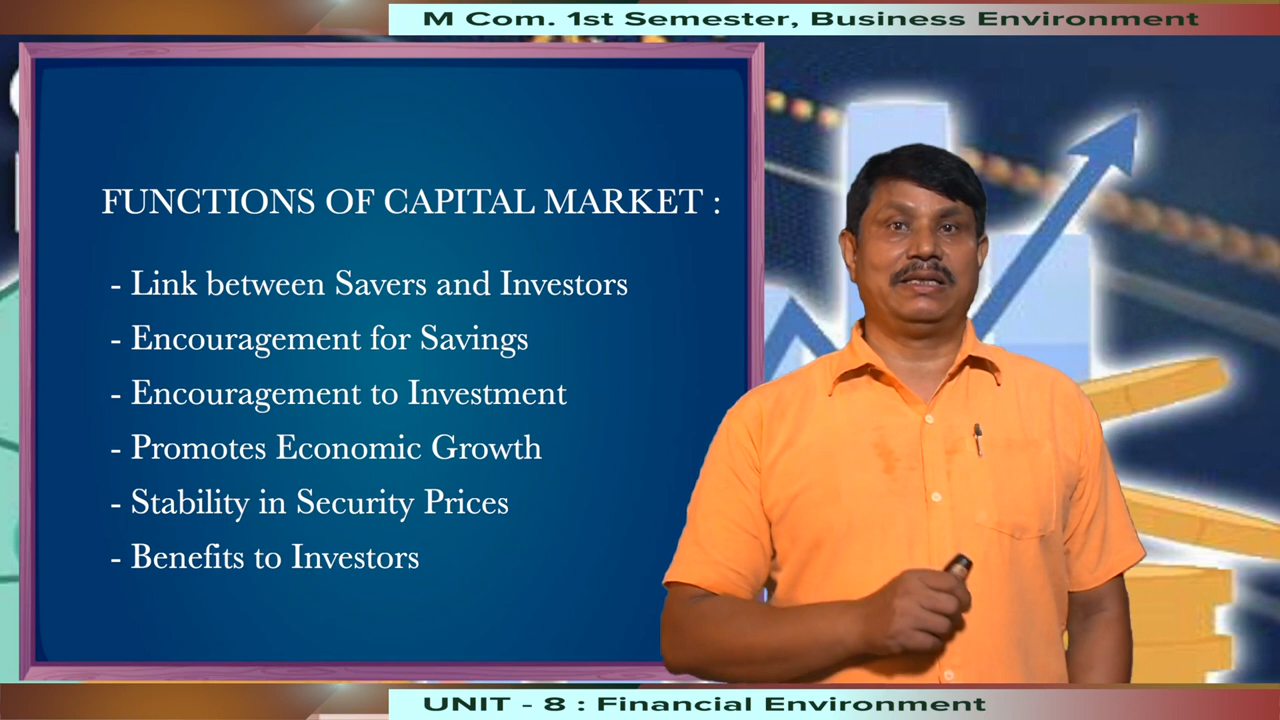 M Com. 1st Semester, Business Environment
FUNCTIONS OF CAPITAL MARKET :
- Link between Savers and Investors
- Encouragement for Savings
- Encouragement to Investment
- Promotes Economic Growth
- Stability in Security Prices
- Benefits to Investors
UNIT - 8 : Financial Environment